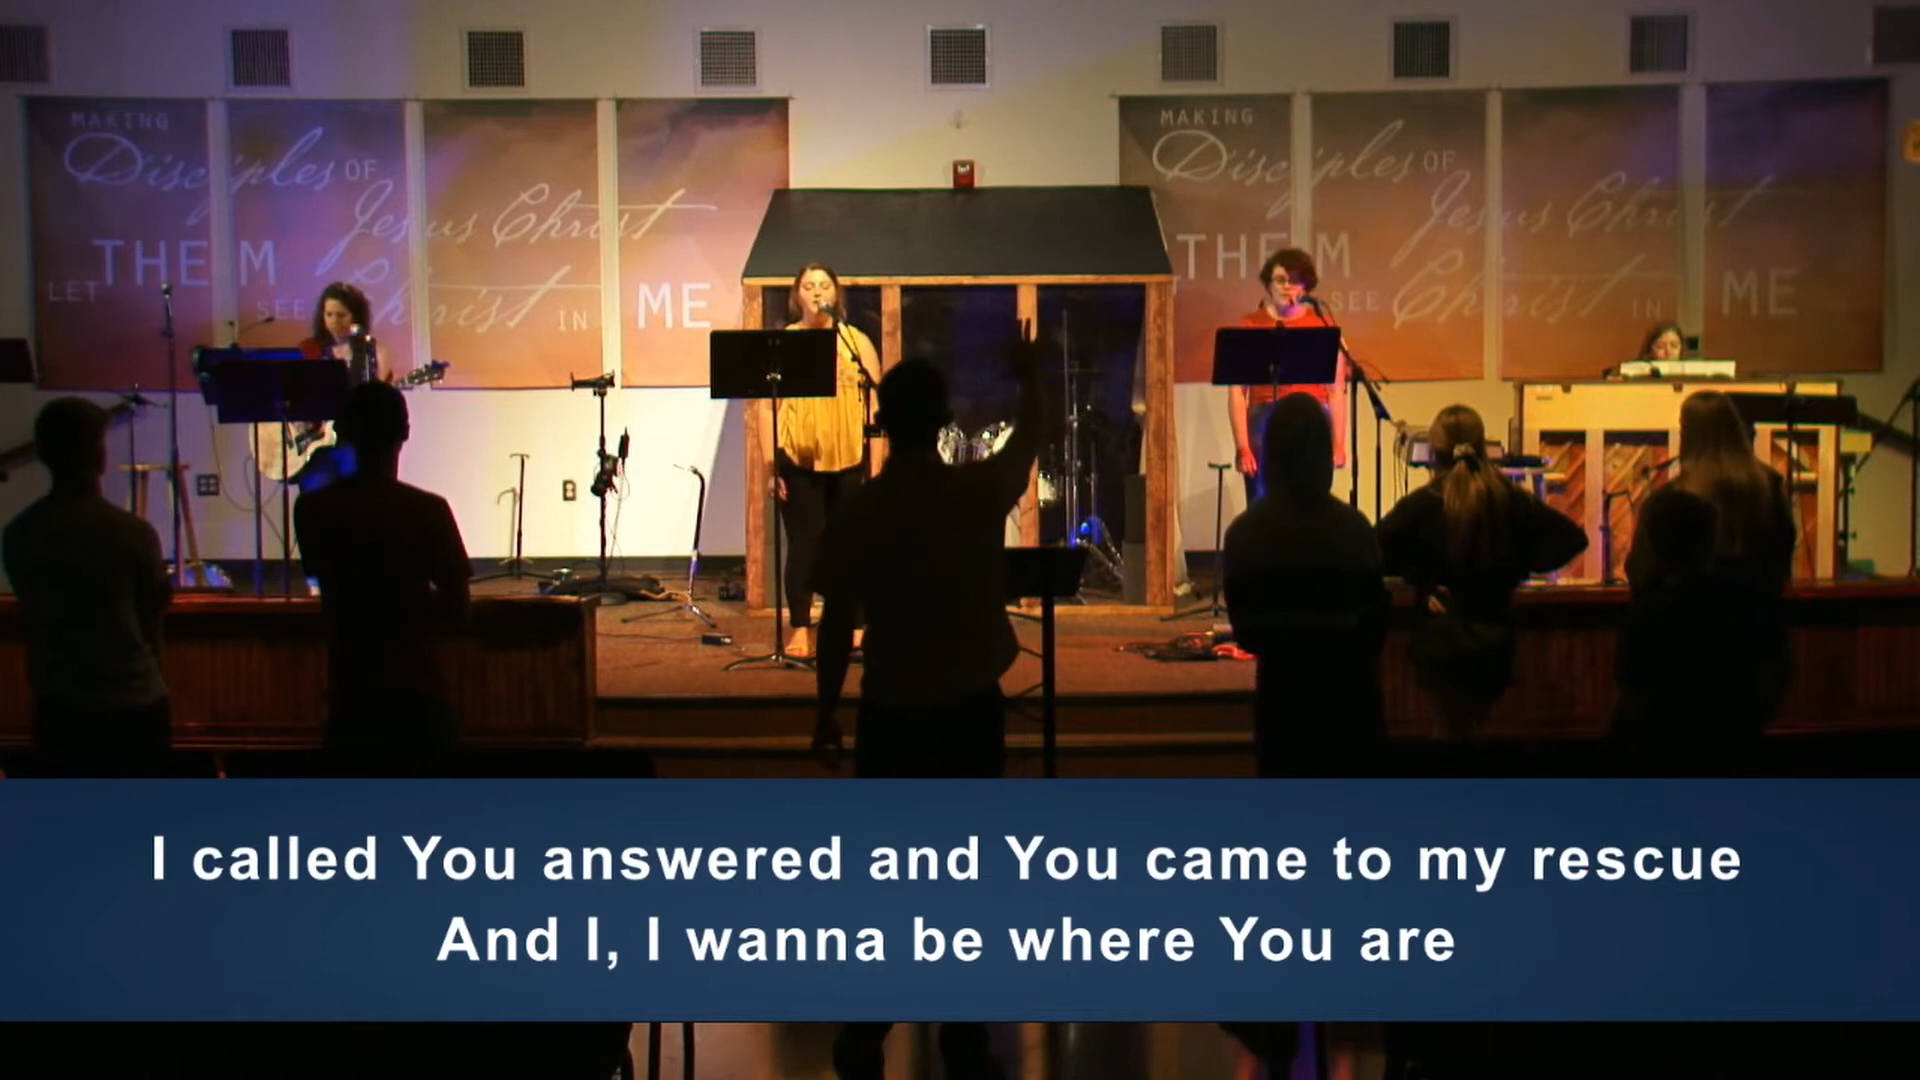 MAKING
Disciples OF
Jesus Christ
LET THEM
SEE Christ IN ME
MAKING
Disciples OF
Jesus Christ
THEM
SEE Christ IN ME
I called You answered and You came to my rescue
And I, I wanna be where You are